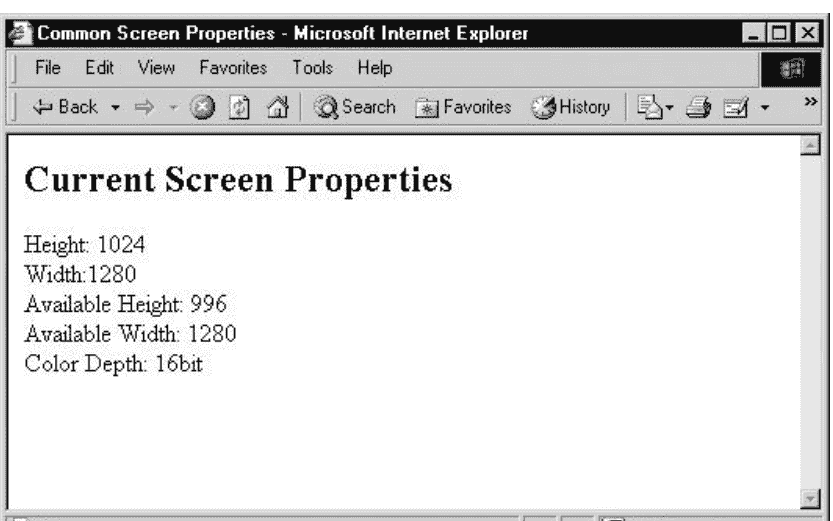 Common Screen Properties - Microsoft Internet Explorer
File Edit View Favorites Tools Help
Back Search Favorites History »
Current Screen Properties
Height: 1024
Width:1280
Available Height: 996
Available Width: 1280
Color Depth: 16bit